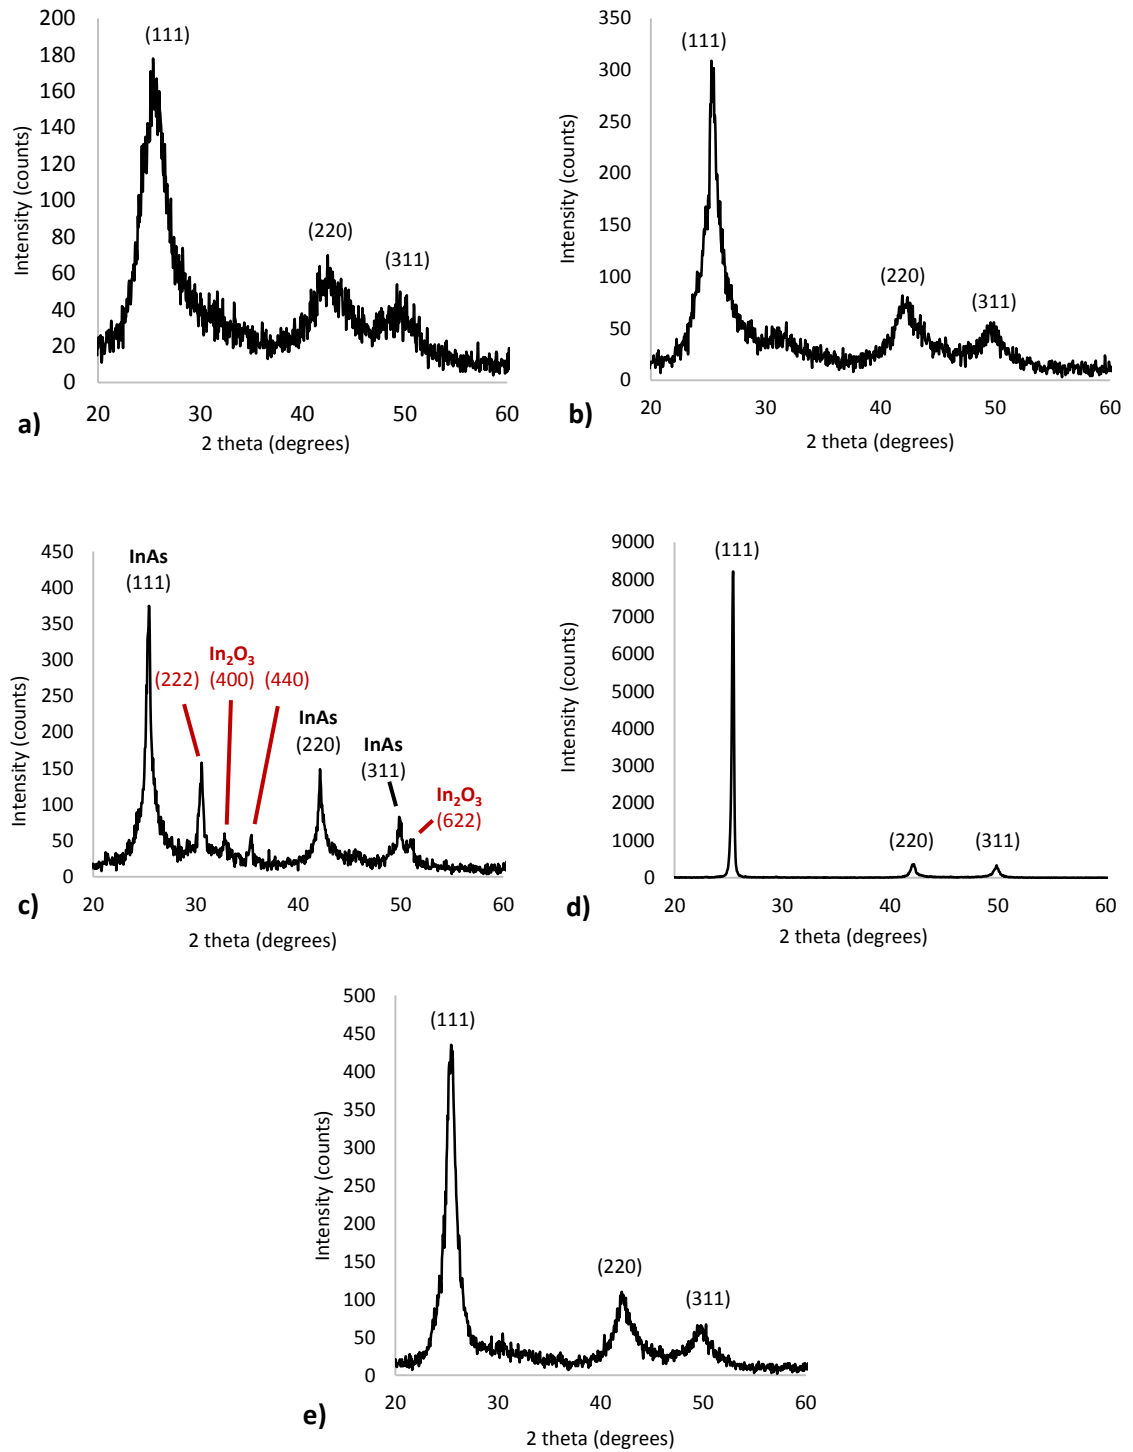 200
180
160
140
120
100
80
60
40
20
0
Intensity (counts)
(111)
(220)
(311)
20 30 40 50 60
2 theta (degrees)
a)
350
300
250
200
150
100
50
0
Intensity (counts)
(111)
(220)
(311)
20 30 40 50 60
2 theta (degrees)
b)
450
400
350
300
250
200
150
100
50
0
Intensity (counts)
InAs
(111)
In₂O₃
(222) (400) (440)
InAs
(220)
InAs
(311)
In₂O₃
(622)
20 30 40 50 60
2 theta (degrees)
c)
9000
8000
7000
6000
5000
4000
3000
2000
1000
0
Intensity (counts)
(111)
(220)
(311)
20 30 40 50 60
2 theta (degrees)
d)
500
450
400
350
300
250
200
150
100
50
0
Intensity (counts)
(111)
(220)
(311)
20 30 40 50 60
2 theta (degrees)
e)